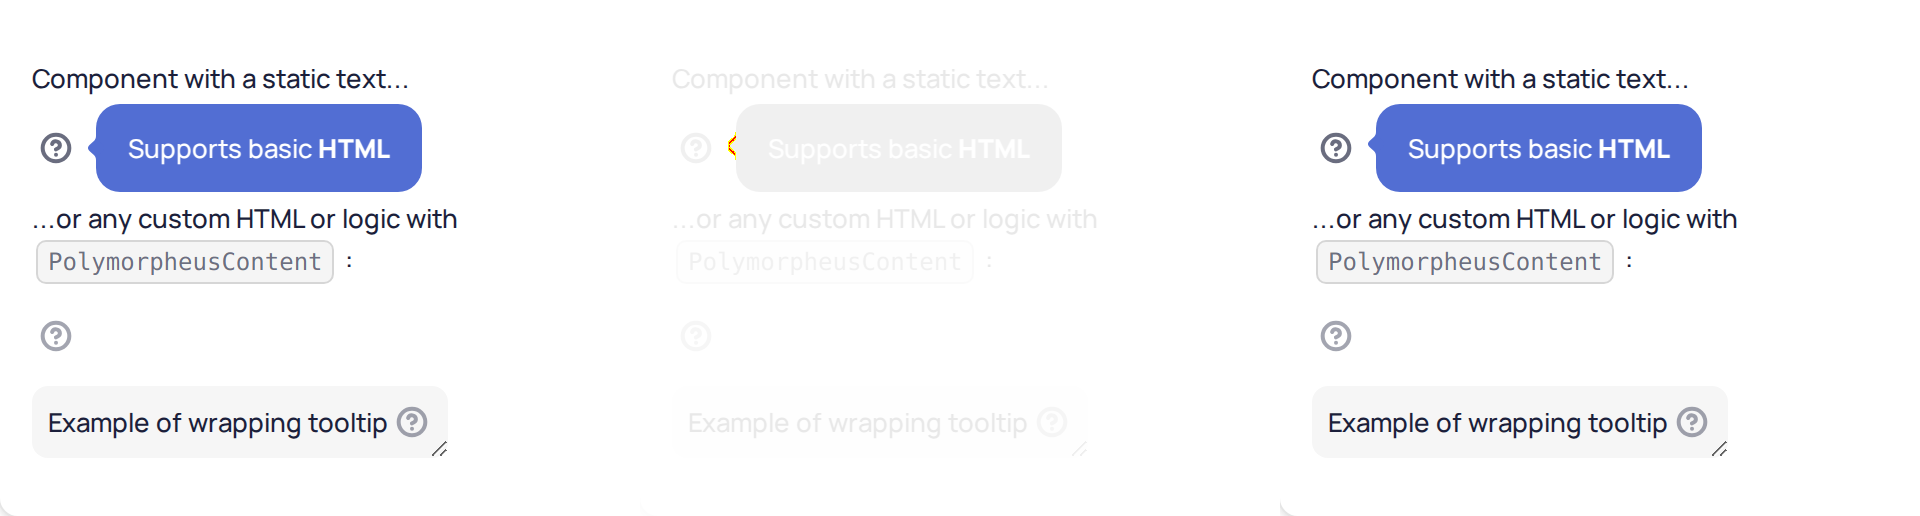 Component with a static text...
Supports basic HTML
...or any custom HTML or logic with
PolymorpheusContent :
Example of wrapping tooltip
Component with a static text...
Supports basic HTML
...or any custom HTML or logic with
PolymorpheusContent :
Example of wrapping tooltip
Component with a static text...
Supports basic HTML
...or any custom HTML or logic with
PolymorpheusContent :
Example of wrapping tooltip